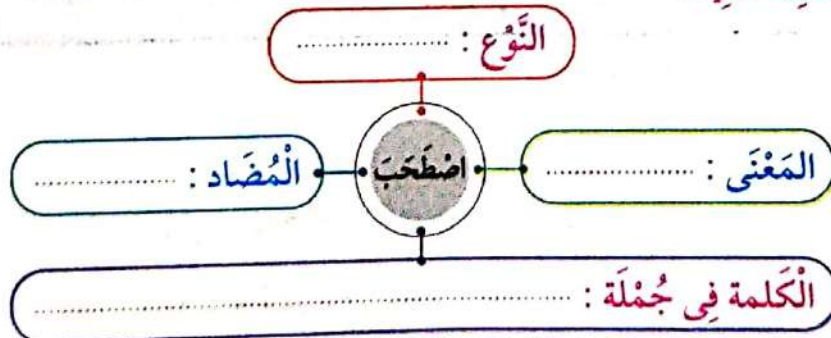 النَّوْع : ....................
المَعْنَى : ....................
اصْطَحَبَ
الْمُضَاد : ....................
الْكَلمة فِى جُمْلَة : ....................